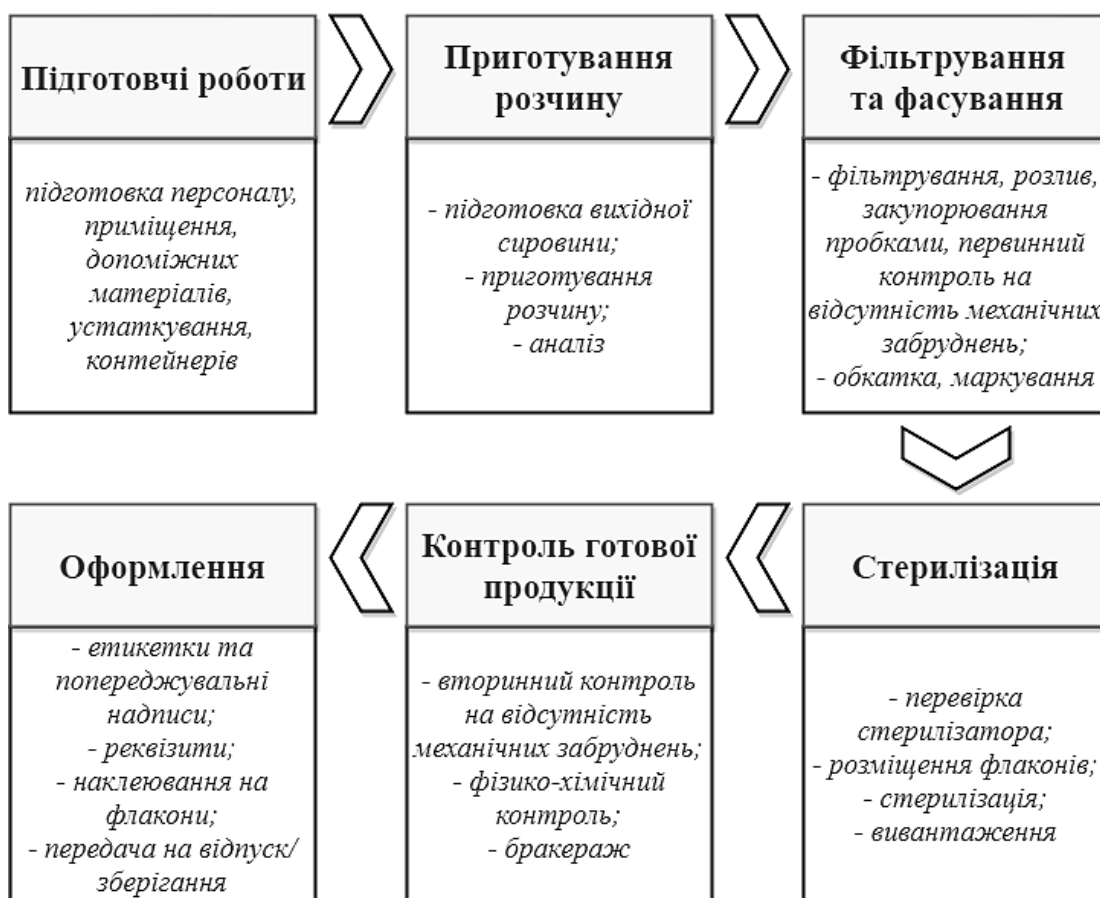 Підготовчі роботи
підготовка персоналу,
приміщення,
допоміжних
матеріалів,
устаткування,
контейнерів
Приготування
розчину
- підготовка вихідної
сировини;
- приготування
розчину;
- аналіз
Фільтрування
та фасування
- фільтрування, розлив,
закупорювання
пробками, первинний
контроль на
відсутність механічних
забруднень;
- обкатка, маркування
Стерилізація
- перевірка
стерилізатора;
- розміщення флаконів;
- стерилізація;
- вивантаження
Контроль готової
продукції
- вторинний контроль
на відсутність
механічних забруднень;
- фізико-хімічний
контроль;
- бракераж
Оформлення
- етикетки та
попереджувальні
надписи;
- реквізити;
- наклеювання на
флакони;
- передача на відпуск/
зберігання